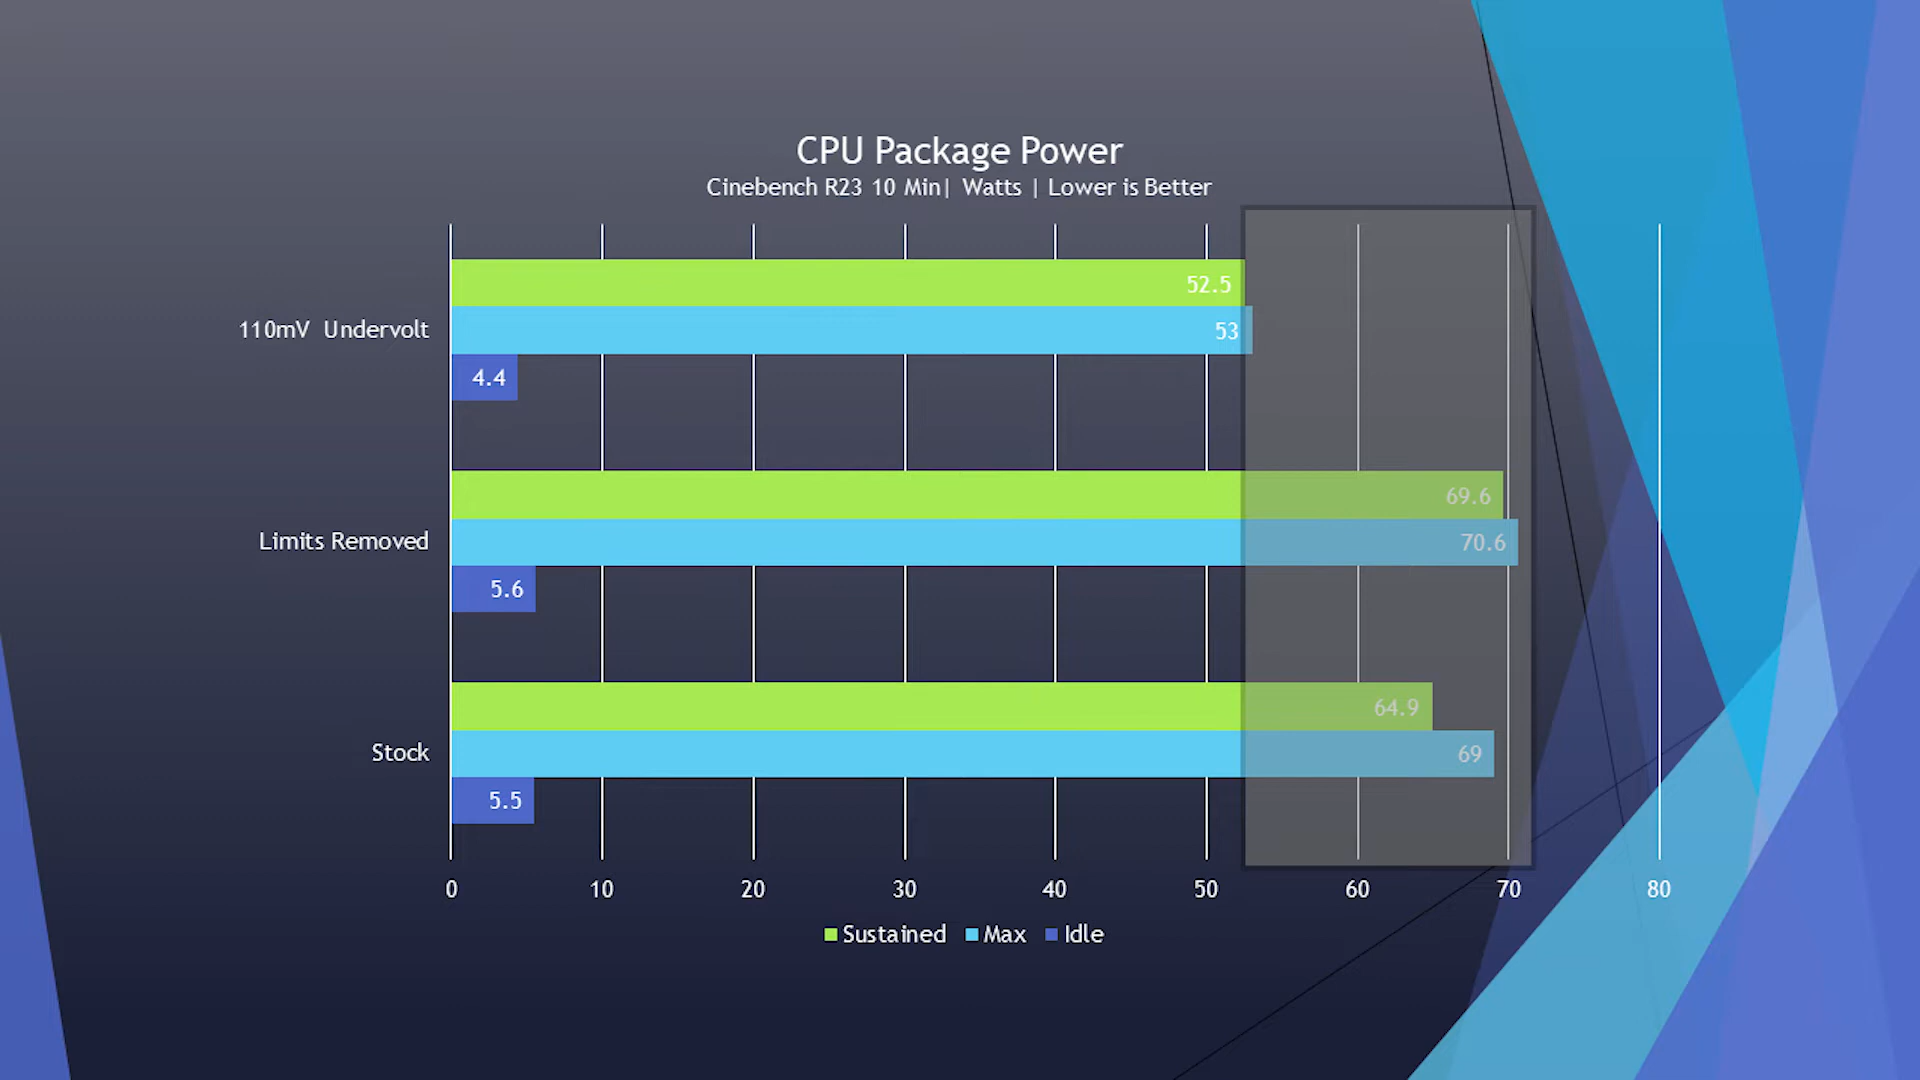 CPU Package Power
Cinebench R23 10 Min| Watts | Lower is Better
52.5
110mV Undervolt
53
4.4
69.6
Limits Removed
70.6
5.6
64.9
Stock
69
5.5
0 10 20 30 40 50 60 70 80
Sustained Max Idle